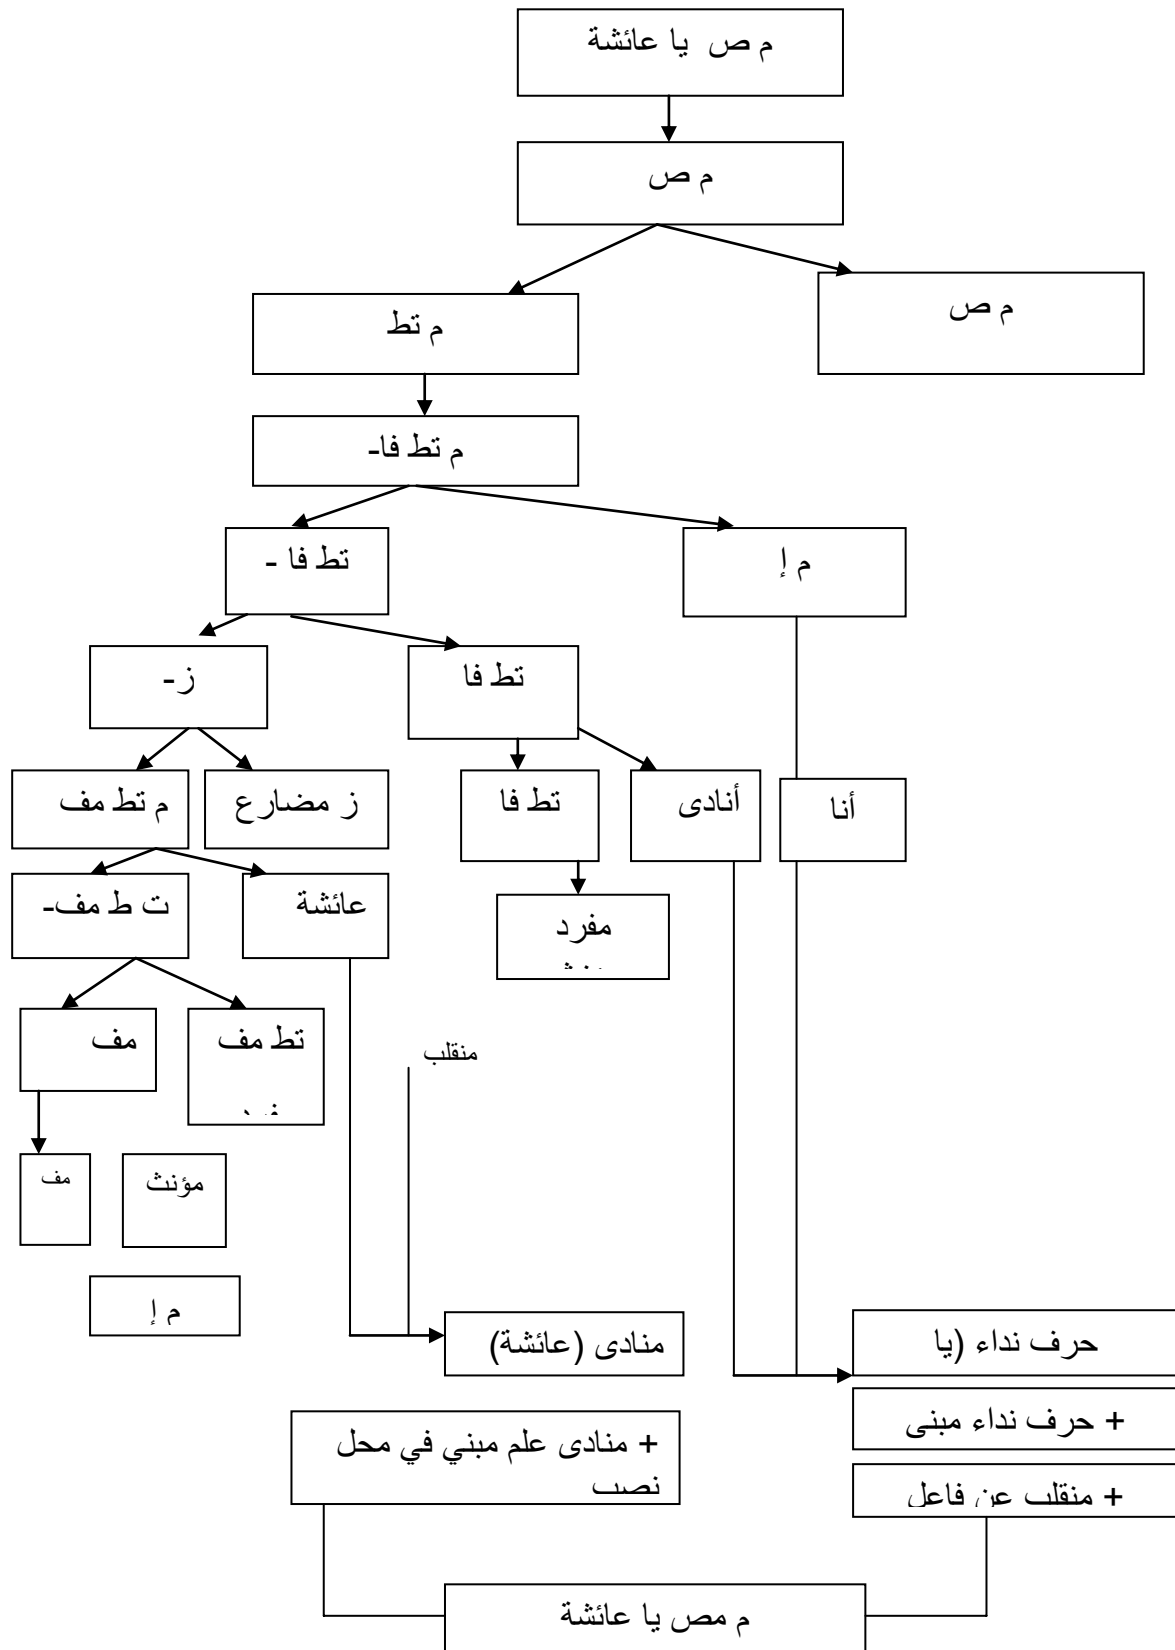 م ص يا عائشة
م ص
م ص
م تط
م تط فا-
م إ
تط فا -
تط فا
ز-
أنا
أنادى
تط فا
ز مضارع
م تط مف
مفرد
عائشة
ت ط مف-
تط مف
مف
منقلب
مؤنث
مف
م إ
حرف نداء (يا
منادى (عائشة)
+ حرف نداء مبنى
+ منادى علم مبني في محل
نصب
+ منقلب عن فاعل
م مص يا عائشة